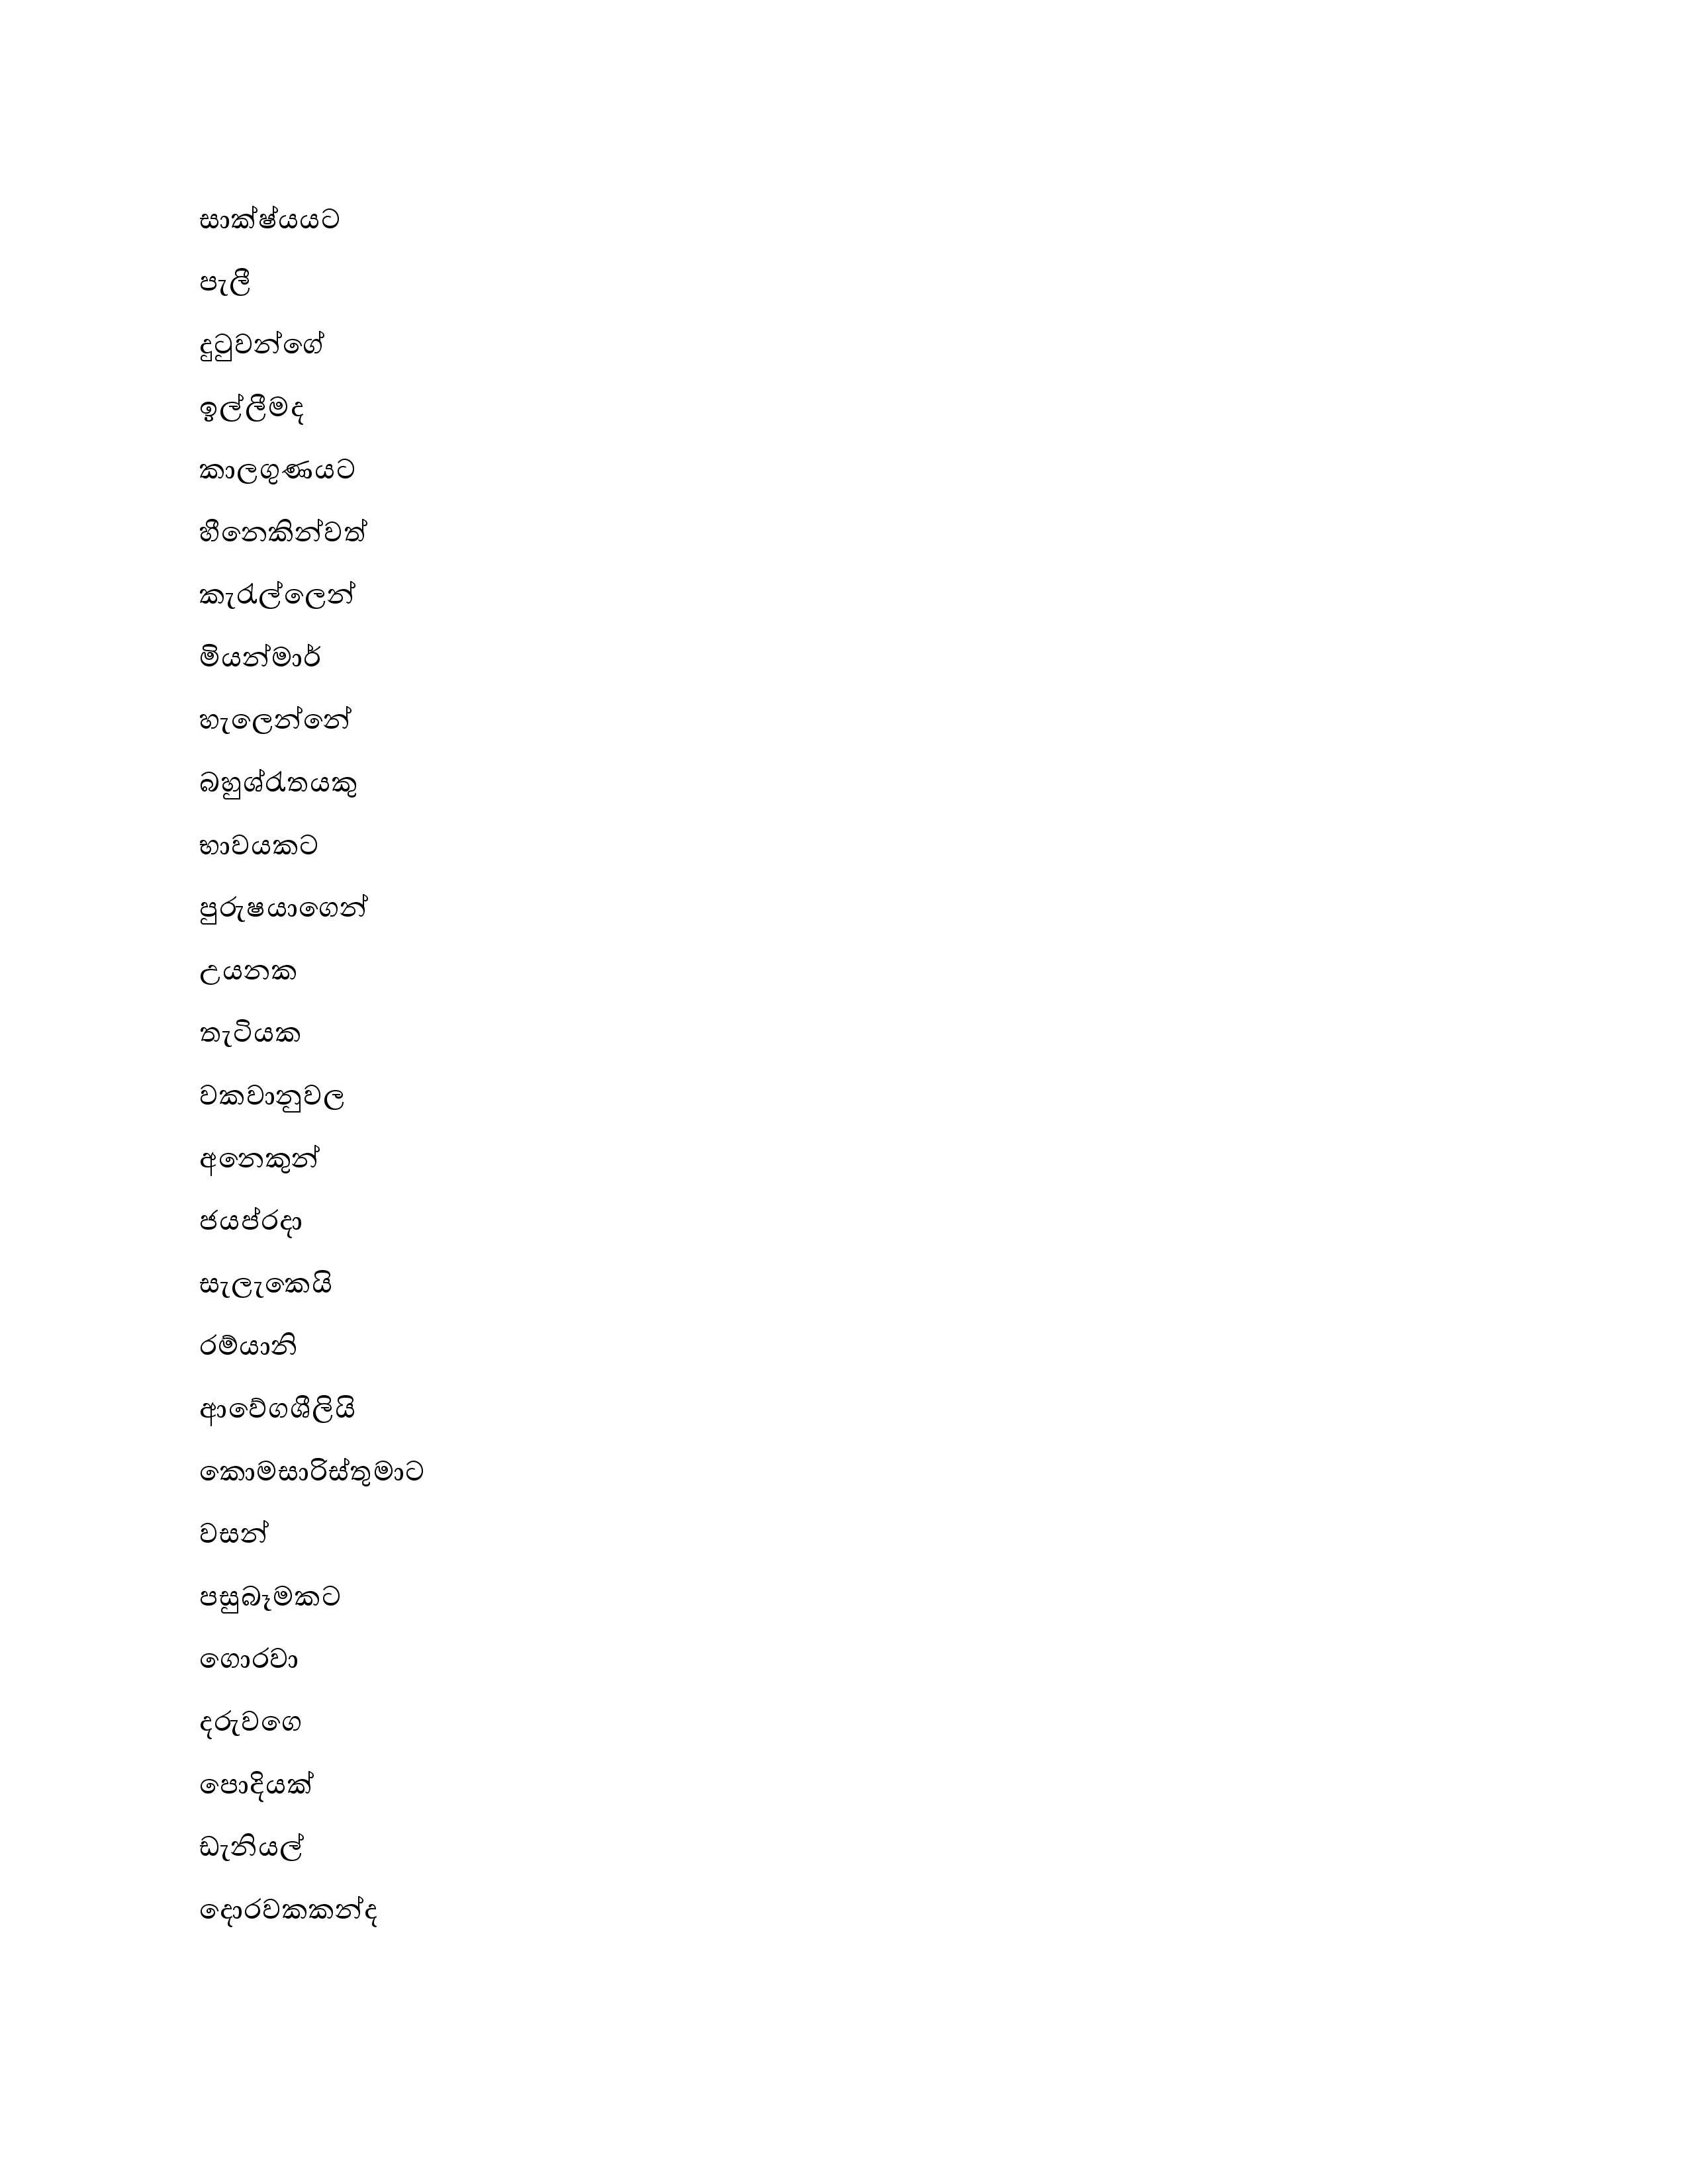 සාක්ෂ්යයට
පැලී
දුටුවන්ගේ
ඉල්ලීමද
කාලගුණයට
හීනෙකින්වත්
කැරැල්ලෙන්
මියන්මාර්
හැලෙන්නේ
බහුශ්රැතයකු
භාවයකට
පුරුෂයාගෙන්
උයනක
තැටියක
වකවානුවල
අනෙකුන්
ජයප්රදා
සැලැකෙයි
රම්යානි
ආවේගශීලියි
කොමසාරිස්තුමාට
වසන්
පසුබෑමකට
ගොරවා
දරුවගෙ
පොදියක්
ඩැනියල්
දොරවකකන්ද